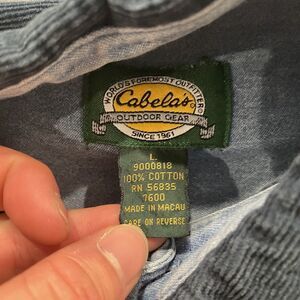 WORLD'S FOREMOST OUTFITTER
Cabela's
OUTDOOR GEAR
SINCE 1961
L
9000818
100% COTTON
RN 56835
7600
MADE IN MACAU
CARE ON REVERSE